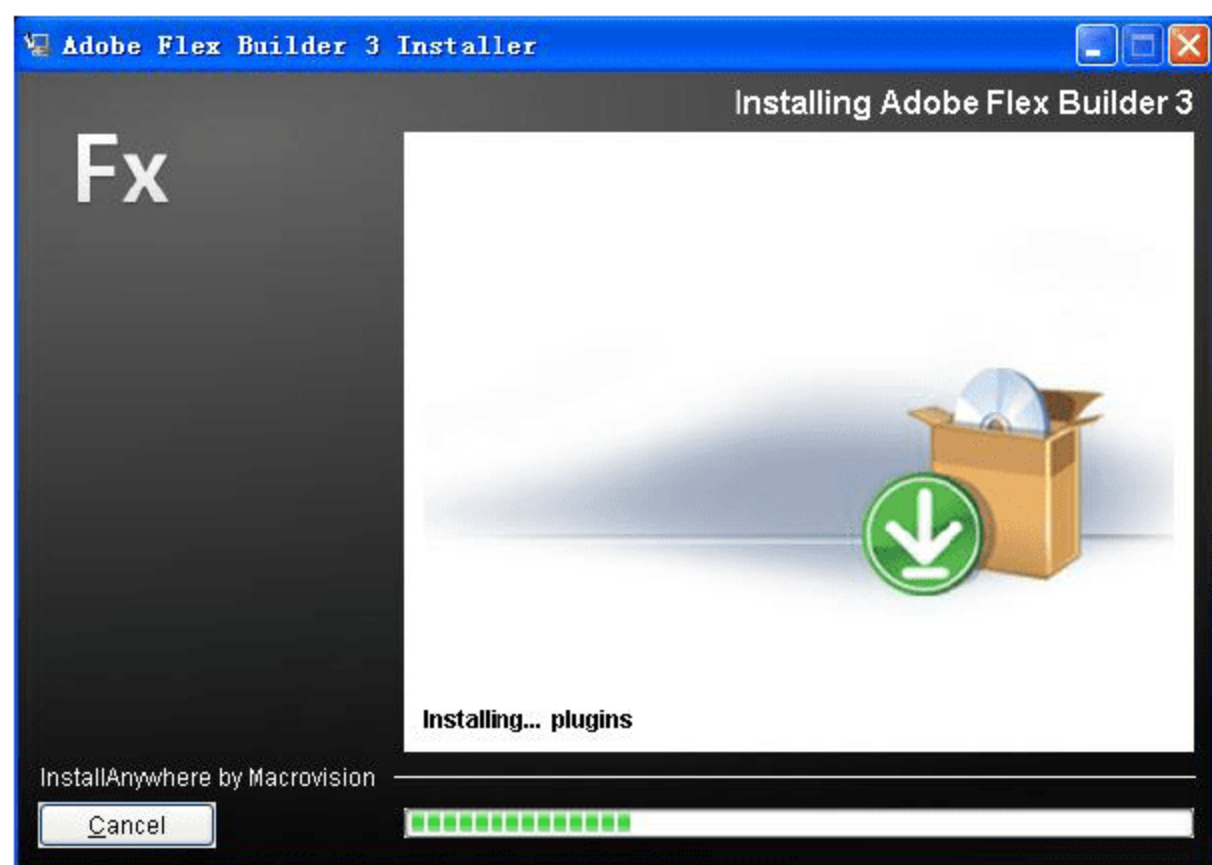 Adobe Flex Builder 3 Installer
Installing Adobe Flex Builder 3
Fx
Installing... plugins
InstallAnywhere by Macrovision
Cancel